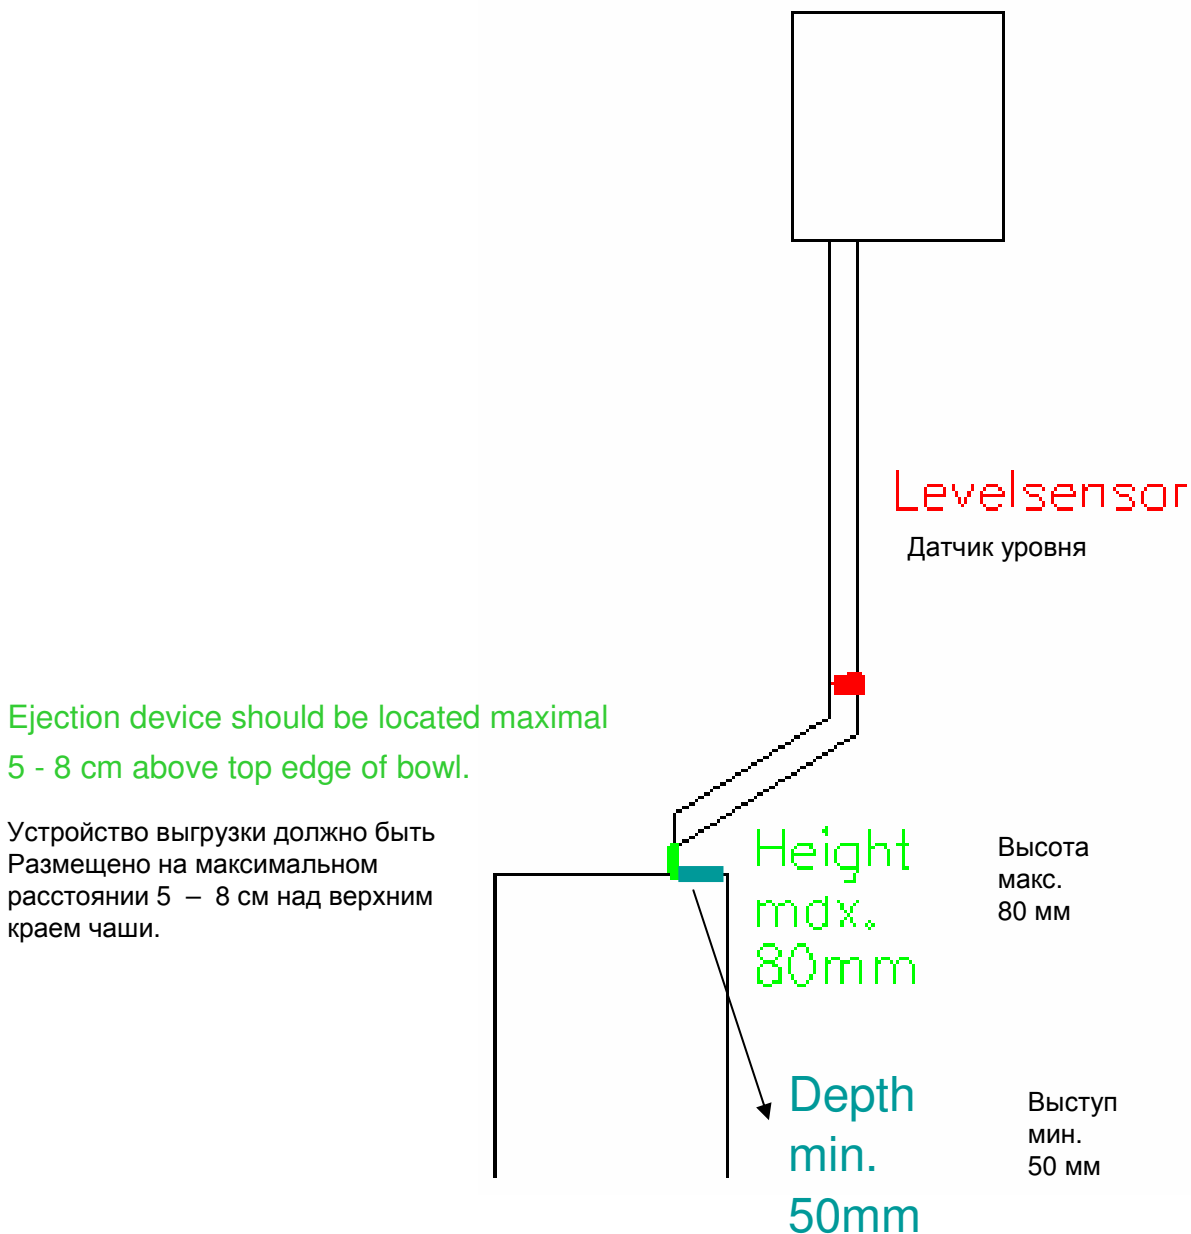 Levelsensor
Датчик уровня
Ejection device should be located maximal
5 - 8 cm above top edge of bowl.
Устройство выгрузки должно быть
Размещено на максимальном
расстоянии 5 – 8 см над верхним
краем чаши.
Height
max.
80mm
Высота
макс.
80 мм
Depth
min.
50mm
Выступ
мин.
50 мм